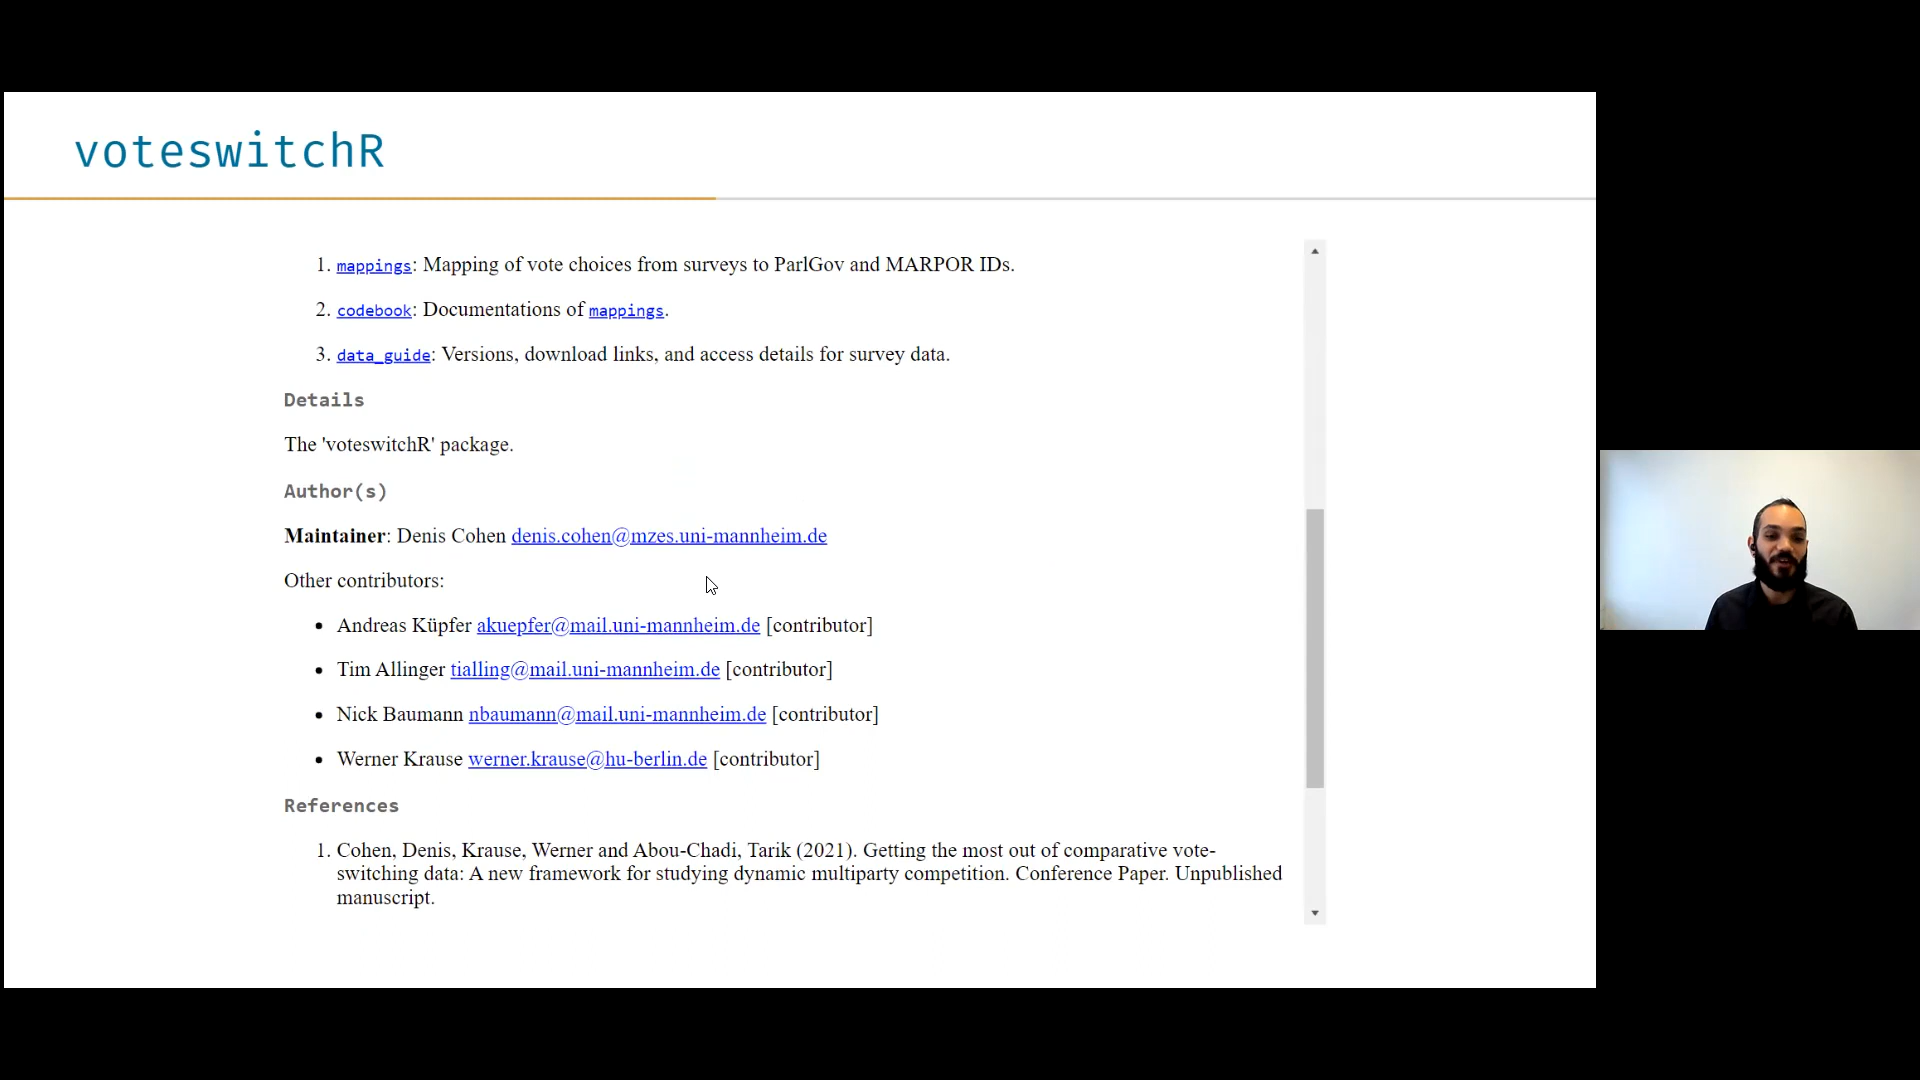 voteswitchR
1. mappings: Mapping of vote choices from surveys to ParlGov and MARPOR IDs.
2. codebook: Documentations of mappings.
3. data_guide: Versions, download links, and access details for survey data.
Details
The 'voteswitchR' package.
Author(s)
Maintainer: Denis Cohen denis.cohen@mzes.uni-mannheim.de
Other contributors:
• Andreas Küpfer akuepfer@mail.uni-mannheim.de [contributor]
• Tim Allinger tialling@mail.uni-mannheim.de [contributor]
• Nick Baumann nbaumann@mail.uni-mannheim.de [contributor]
• Werner Krause werner.krause@hu-berlin.de [contributor]
References
1. Cohen, Denis, Krause, Werner and Abou-Chadi, Tarik (2021). Getting the most out of comparative vote-
switching data: A new framework for studying dynamic multiparty competition. Conference Paper. Unpublished
manuscript.